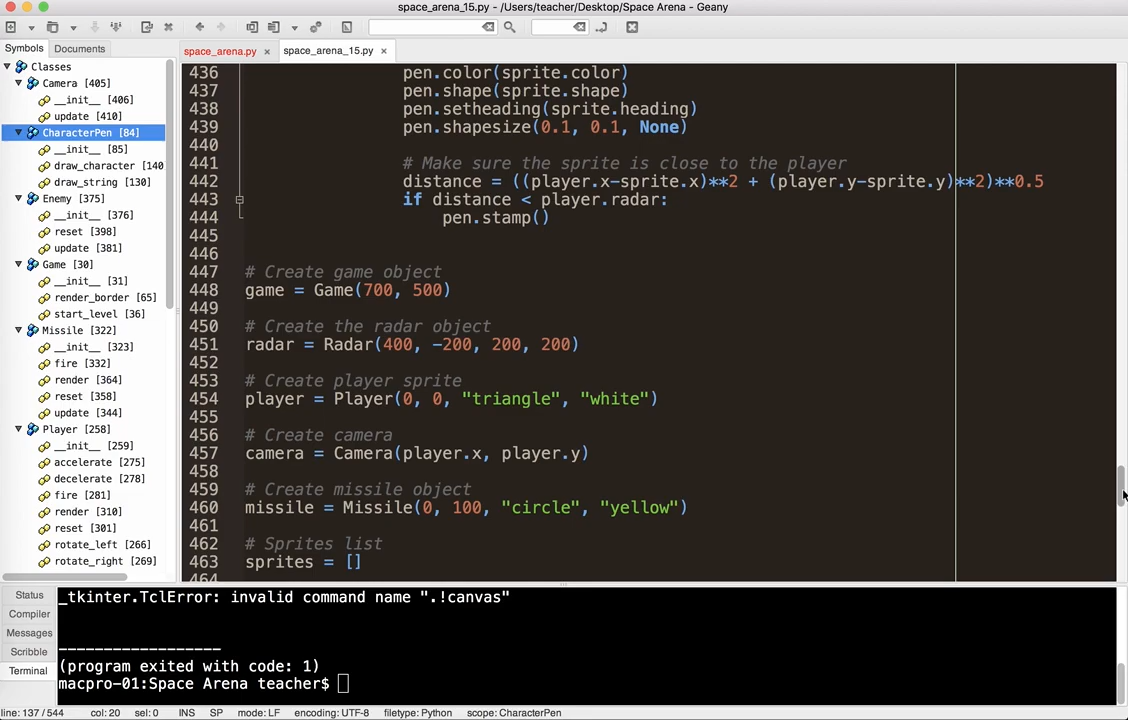 space_arena_15.py - /Users/teacher/Desktop/Space Arena - Geany
Symbols Documents
space_arena.py × space_arena_15.py ×
Classes
Camera [405]
__init__ [406]
update [410]
CharacterPen [84]
__init__ [85]
draw_character [140
draw_string [130]
Enemy [375]
__init__ [376]
reset [398]
update [381]
Game [30]
__init__ [31]
render_border [65]
start_level [36]
Missile [322]
__init__ [323]
fire [332]
render [364]
reset [358]
update [344]
Player [258]
__init__ [259]
accelerate [275]
decelerate [278]
fire [281]
render [310]
reset [301]
rotate_left [266]
rotate_right [269]
436 pen.color(sprite.color)
437 pen.shape(sprite.shape)
438 pen.setheading(sprite.heading)
439 pen.shapesize(0.1, 0.1, None)
440
441 # Make sure the sprite is close to the player
442 distance = ((player.x-sprite.x)**2 + (player.y-sprite.y)**2)**0.5
443 if distance < player.radar:
444 pen.stamp()
445
446
447 # Create game object
448 game = Game(700, 500)
449
450 # Create the radar object
451 radar = Radar(400, -200, 200, 200)
452
453 # Create player sprite
454 player = Player(0, 0, "triangle", "white")
455
456 # Create camera
457 camera = Camera(player.x, player.y)
458
459 # Create missile object
460 missile = Missile(0, 100, "circle", "yellow")
461
462 # Sprites list
463 sprites = []
464
Status
Compiler
Messages
Scribble
Terminal
_tkinter.TclError: invalid command name ".!canvas"
------------------
(program exited with code: 1)
macpro-01:Space Arena teacher$
line: 137 / 544 col: 20 sel: 0 INS SP mode: LF encoding: UTF-8 filetype: Python scope: CharacterPen